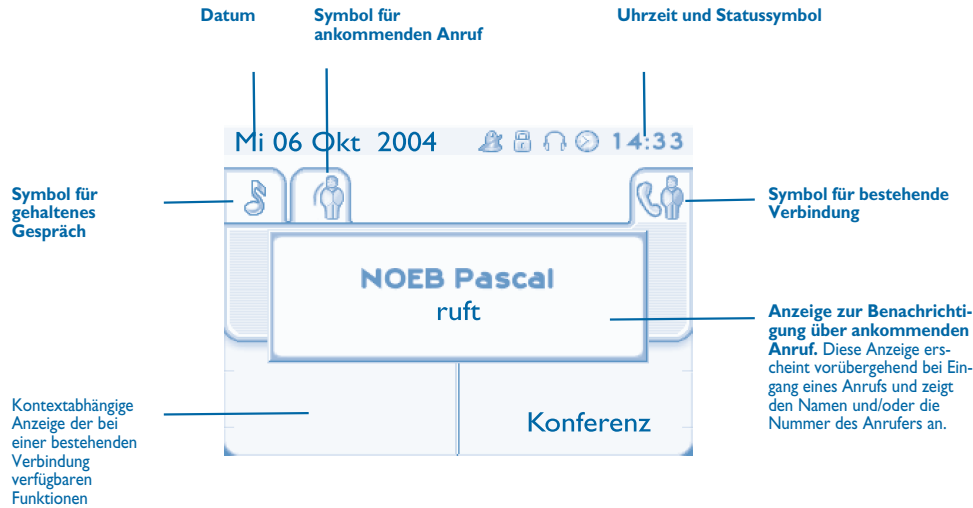 Datum
Symbol für
ankommenden Anruf
Uhrzeit und Statussymbol
Mi 06 Okt 2004
14:33
Symbol für
gehaltenes
Gespräch
Symbol für bestehende
Verbindung
NOEB Pascal
ruft
Anzeige zur Benachrichti-
gung über ankommenden
Anruf. Diese Anzeige ers-
cheint vorübergehend bei Ein-
gang eines Anrufs und zeigt
den Namen und/oder die
Nummer des Anrufers an.
Kontextabhängige
Anzeige der bei
einer bestehenden
Verbindung
verfügbaren
Funktionen
Konferenz